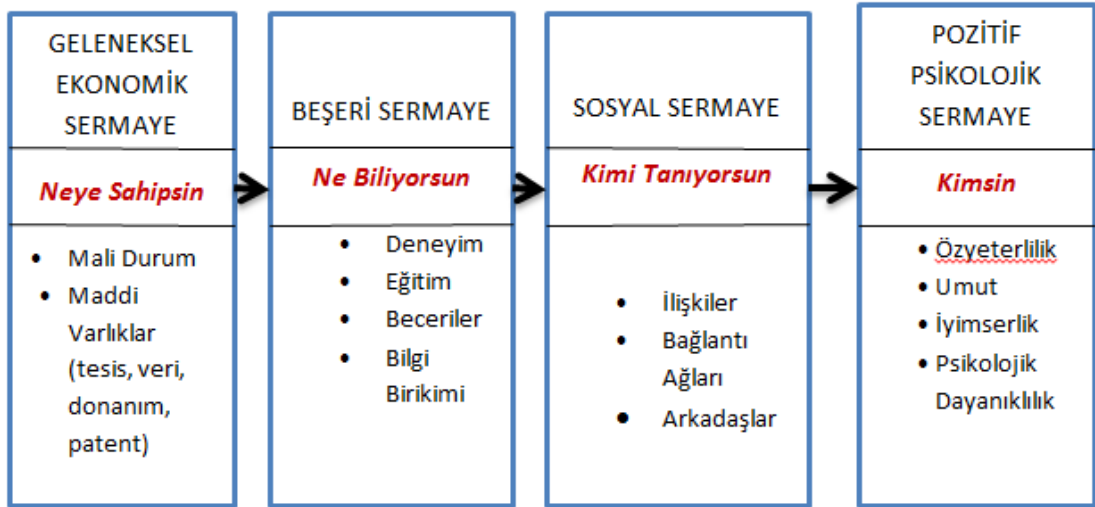 GELENEKSEL
EKONOMİK
SERMAYE
Neye Sahipsin
• Mali Durum
• Maddi
Varlıklar
(tesis, veri,
donanım,
patent)
BEŞERİ SERMAYE
Ne Biliyorsun
• Deneyim
• Eğitim
• Beceriler
• Bilgi
Birikimi
SOSYAL SERMAYE
Kimi Tanıyorsun
• İlişkiler
• Bağlantı
Ağları
• Arkadaşlar
POZİTİF
PSİKOLOJİK
SERMAYE
Kimsin
• Özyeterlilik
• Umut
• İyimserlik
• Psikolojik
Dayanıklılık